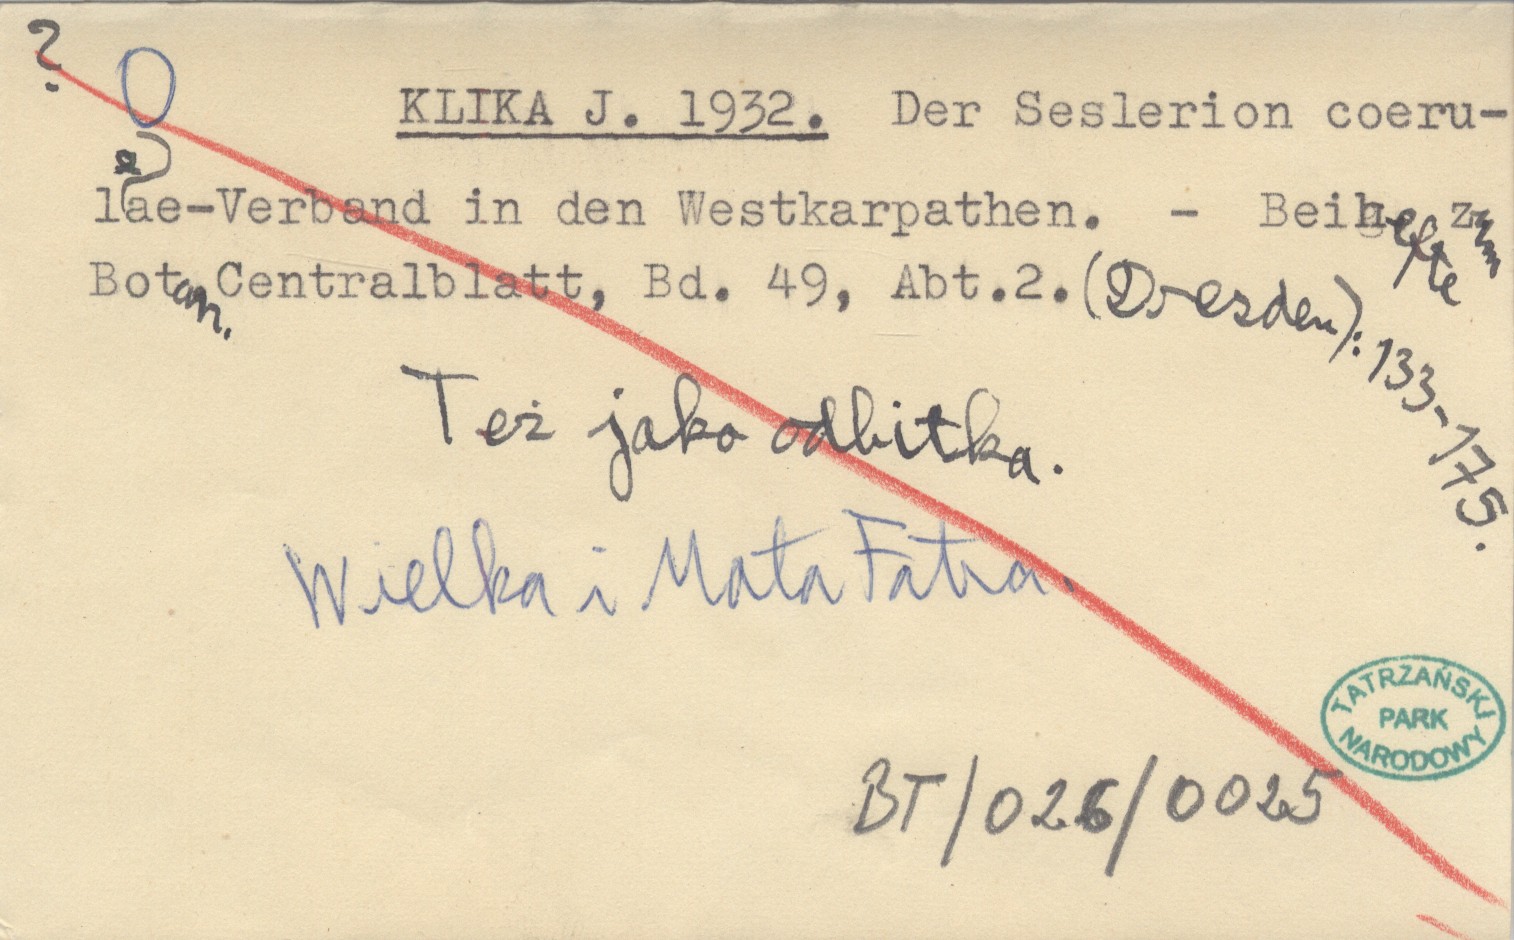 ?
O
KLIKA J. 1932. Der Seslerion coeru-
e
lae-Verband in den Westkarpathen. - Beihefte zum
Botan. Centralblatt, Bd. 49, Abt.2. (Drezden): 133-175.
Też jako odbitka.
Wielka i Mała Fatra.
TATRZAŃSKI
PARK
NARODOWY
BT/026/0025